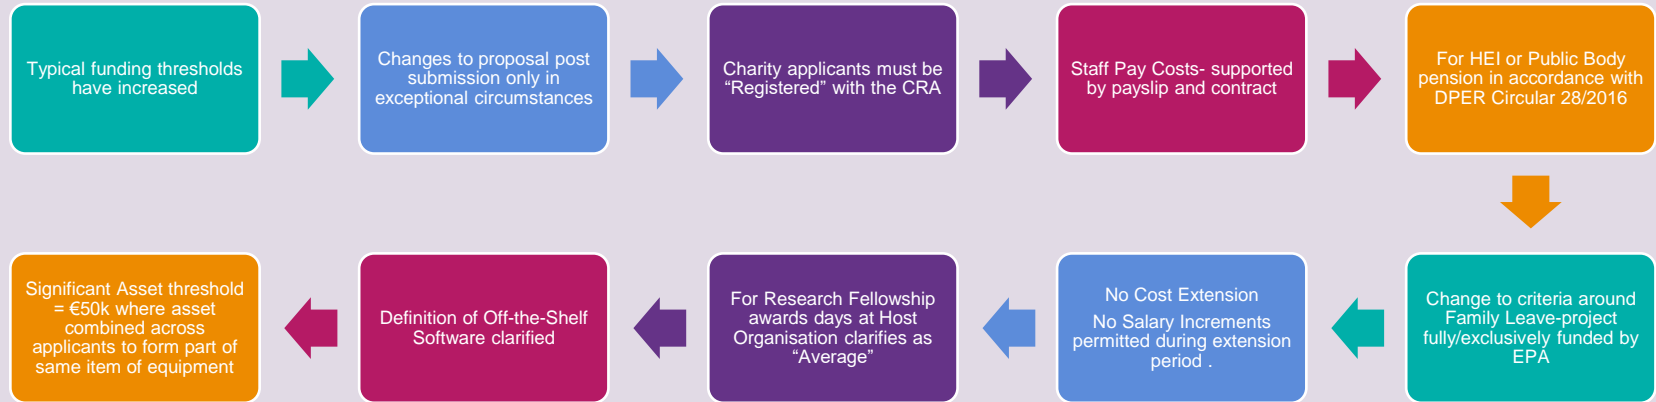 Typical funding thresholds
have increased
Changes to proposal post
submission only in
exceptional circumstances
Charity applicants must be
“Registered” with the CRA
Staff Pay Costs- supported
by payslip and contract
For HEI or Public Body
pension in accordance with
DPER Circular 28/2016
Change to criteria around
Family Leave-project
fully/exclusively funded by
EPA
No Cost Extension
No Salary Increments
permitted during extension
period .
For Research Fellowship
awards days at Host
Organisation clarifies as
“Average”
Definition of Off-the-Shelf
Software clarified
Significant Asset threshold
= €50k where asset
combined across
applicants to form part of
same item of equipment